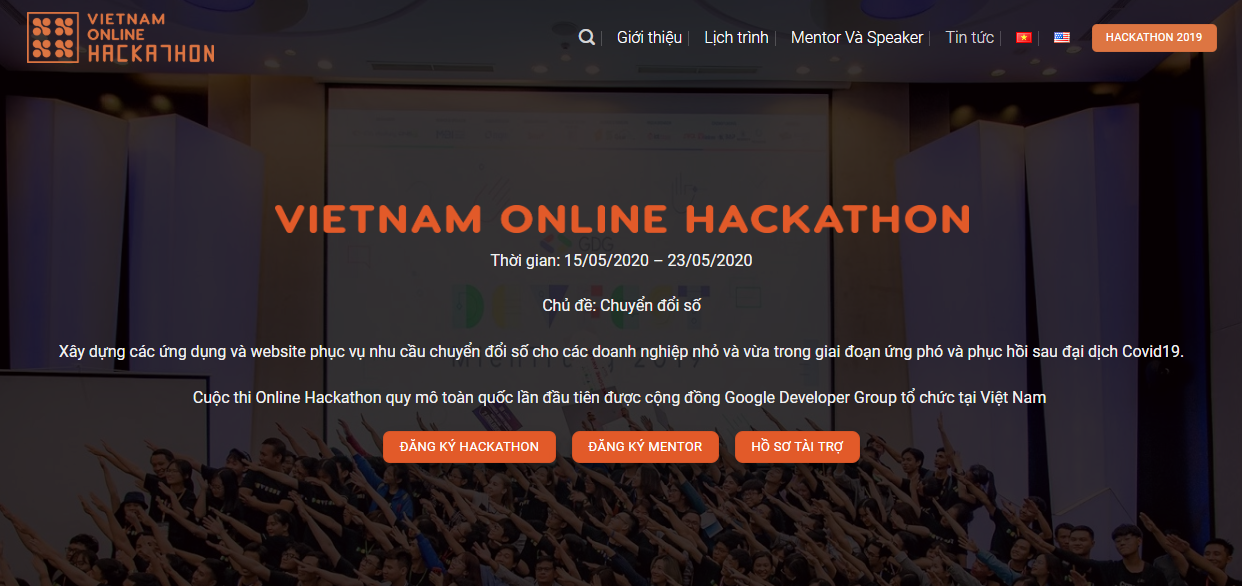 VIETNAM
ONLINE
HACKATHON
Giới thiệu
Lịch trình
Mentor Và Speaker
Tin tức
HACKATHON 2019
VIETNAM ONLINE HACKATHON
Thời gian: 15/05/2020 – 23/05/2020
Chủ đề: Chuyển đổi số
Xây dựng các ứng dụng và website phục vụ nhu cầu chuyển đổi số cho các doanh nghiệp nhỏ và vừa trong giai đoạn ứng phó và phục hồi sau đại dịch Covid19.
Cuộc thi Online Hackathon quy mô toàn quốc lần đầu tiên được cộng đồng Google Developer Group tổ chức tại Việt Nam
ĐĂNG KÝ HACKATHON
ĐĂNG KÝ MENTOR
HỒ SƠ TÀI TRỢ